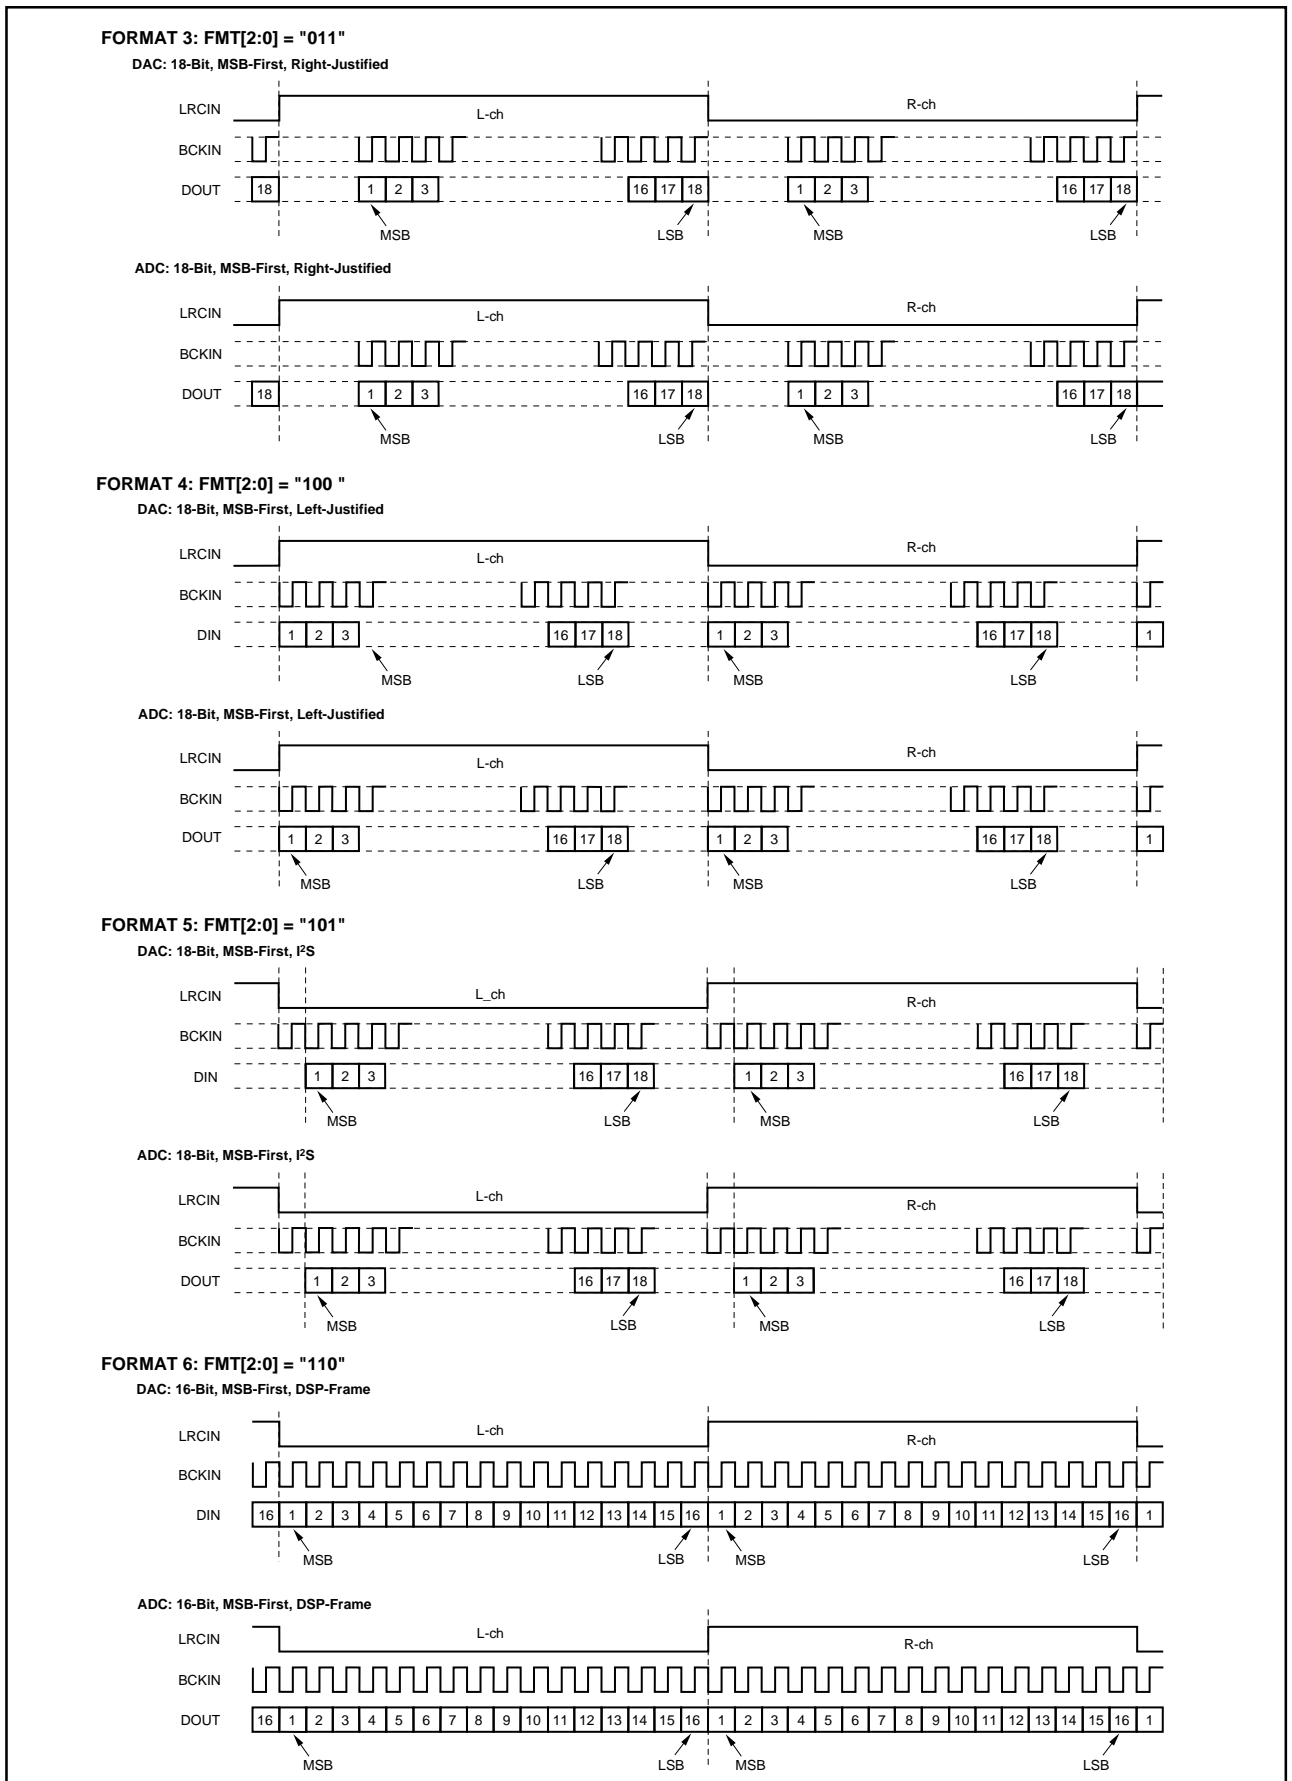 FORMAT 3: FMT[2:0] = "011"
DAC: 18-Bit, MSB-First, Right-Justified
LRCIN L-ch R-ch
BCKIN
DOUT 18 1 2 3 16 17 18 1 2 3 16 17 18
MSB LSB MSB LSB
ADC: 18-Bit, MSB-First, Right-Justified
LRCIN L-ch R-ch
BCKIN
DOUT 18 1 2 3 16 17 18 1 2 3 16 17 18
MSB LSB MSB LSB
FORMAT 4: FMT[2:0] = "100 "
DAC: 18-Bit, MSB-First, Left-Justified
LRCIN L-ch R-ch
BCKIN
DIN 1 2 3 16 17 18 1 2 3 16 17 18 1
MSB LSB MSB LSB
ADC: 18-Bit, MSB-First, Left-Justified
LRCIN L-ch R-ch
BCKIN
DOUT 1 2 3 16 17 18 1 2 3 16 17 18 1
MSB LSB MSB LSB
FORMAT 5: FMT[2:0] = "101"
DAC: 18-Bit, MSB-First, I²S
LRCIN L_ch R-ch
BCKIN
DIN 1 2 3 16 17 18 1 2 3 16 17 18
MSB LSB MSB LSB
ADC: 18-Bit, MSB-First, I²S
LRCIN L-ch R-ch
BCKIN
DOUT 1 2 3 16 17 18 1 2 3 16 17 18
MSB LSB MSB LSB
FORMAT 6: FMT[2:0] = "110"
DAC: 16-Bit, MSB-First, DSP-Frame
LRCIN L-ch R-ch
BCKIN
DIN 16 1 2 3 4 5 6 7 8 9 10 11 12 13 14 15 16 1 2 3 4 5 6 7 8 9 10 11 12 13 14 15 16 1
MSB LSB MSB LSB
ADC: 16-Bit, MSB-First, DSP-Frame
LRCIN L-ch R-ch
BCKIN
DOUT 16 1 2 3 4 5 6 7 8 9 10 11 12 13 14 15 16 1 2 3 4 5 6 7 8 9 10 11 12 13 14 15 16 1
MSB LSB MSB LSB